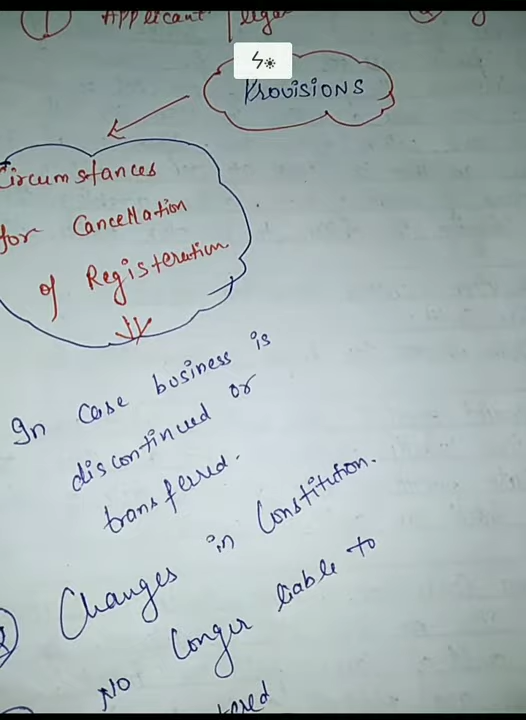 ① Applicant
PROVISIONS
Circumstances
for Cancellation
of Registeration
In case business is
discontinued or
transferred.
Changes in Constitution.
No longer liable to